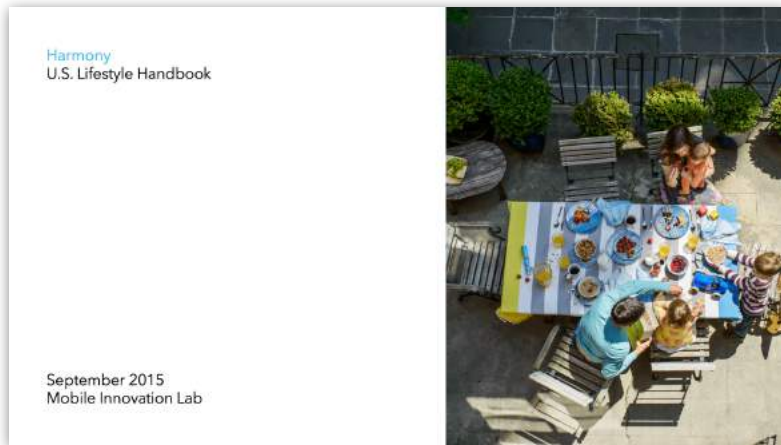 Harmony
U.S. Lifestyle Handbook
September 2015
Mobile Innovation Lab